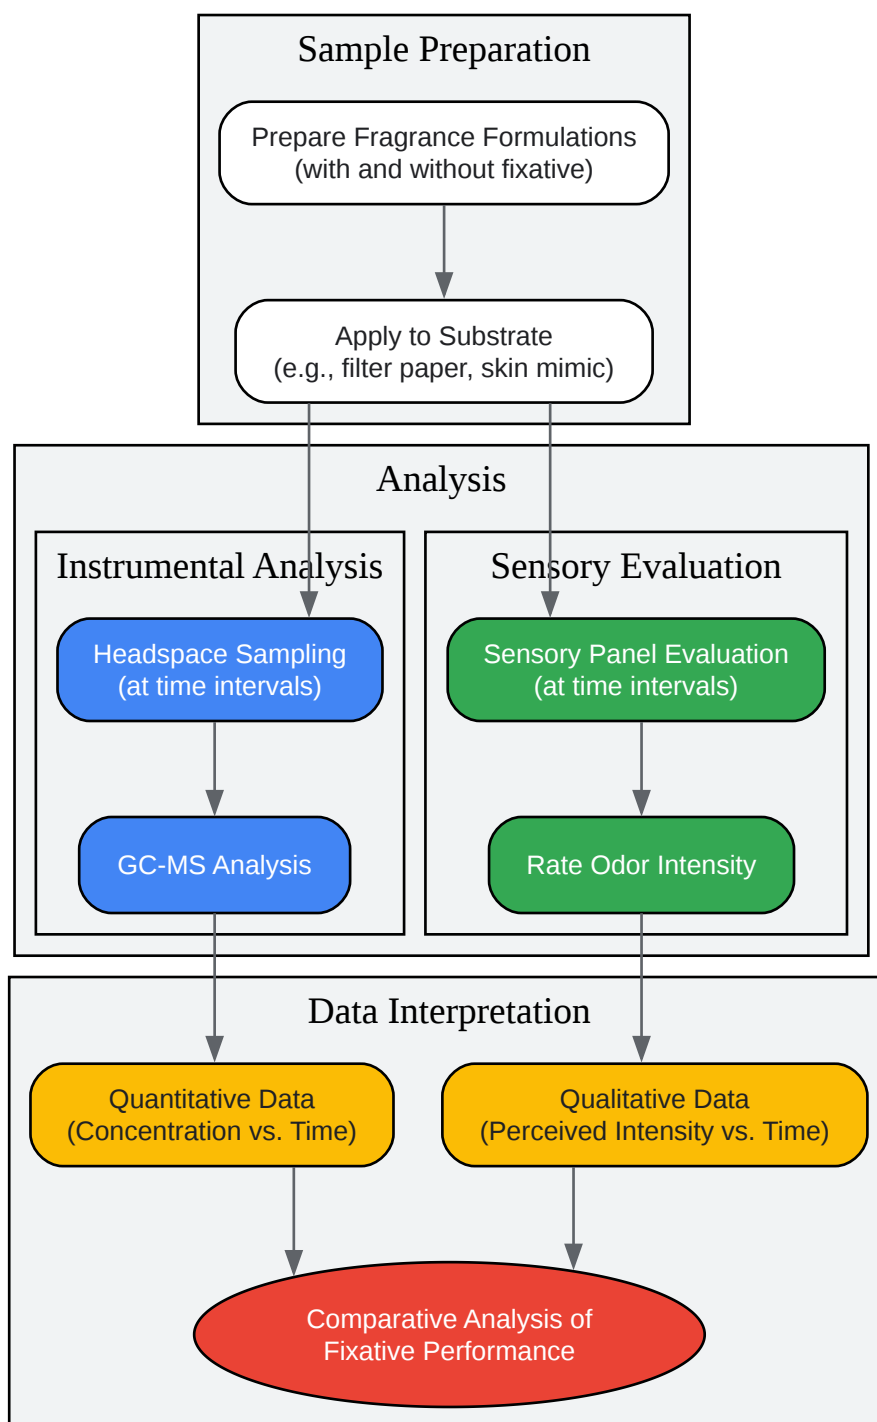 Sample Preparation
Prepare Fragrance Formulations
(with and without fixative)
Apply to Substrate
(e.g., filter paper, skin mimic)
Analysis
Instrumental Analysis
Sensory Evaluation
Headspace Sampling
(at time intervals)
Sensory Panel Evaluation
(at time intervals)
GC-MS Analysis
Rate Odor Intensity
Data Interpretation
Quantitative Data
(Concentration vs. Time)
Qualitative Data
(Perceived Intensity vs. Time)
Comparative Analysis of
Fixative Performance